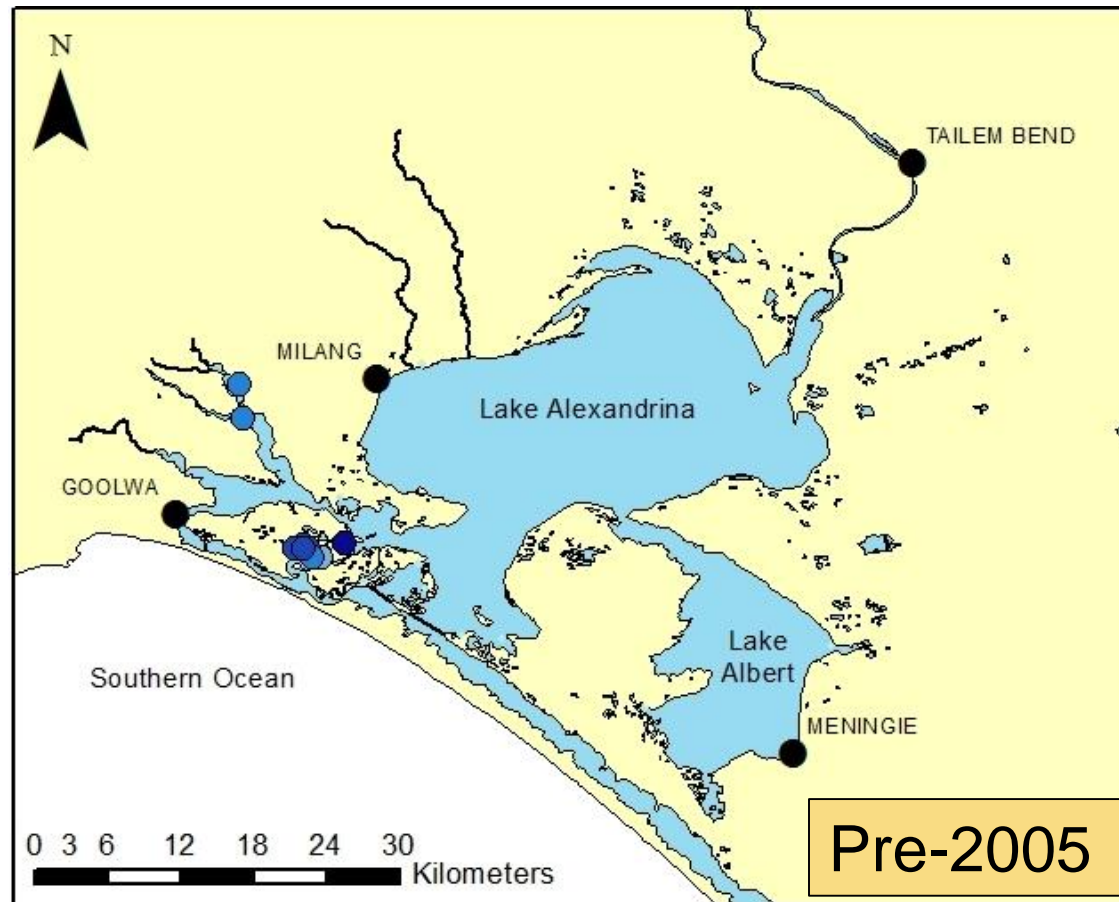 N
TAILEM BEND
MILANG
Lake Alexandrina
GOOLWA
Lake
Albert
Southern Ocean
MENINGIE
0 3 6 12 18 24 30
Kilometers
Pre-2005